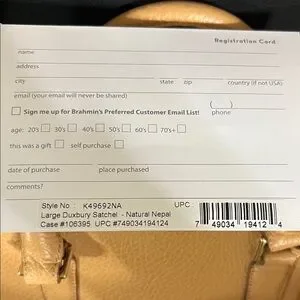 Registration Card
name
address
city state zip country (if not USA)
email (your email will never be shared) ( )
Sign me up for Brahmin's Preferred Customer Email List! phone
age: 20's 30's 40's 50's 60's 70's+
this was a gift self purchase
date of purchase place purchased
comments?
Style No. : K49692NA UPC :
Large Duxbury Satchel - Natural Nepal
Case #106395 UPC #749034194124 7 49034 19412 4